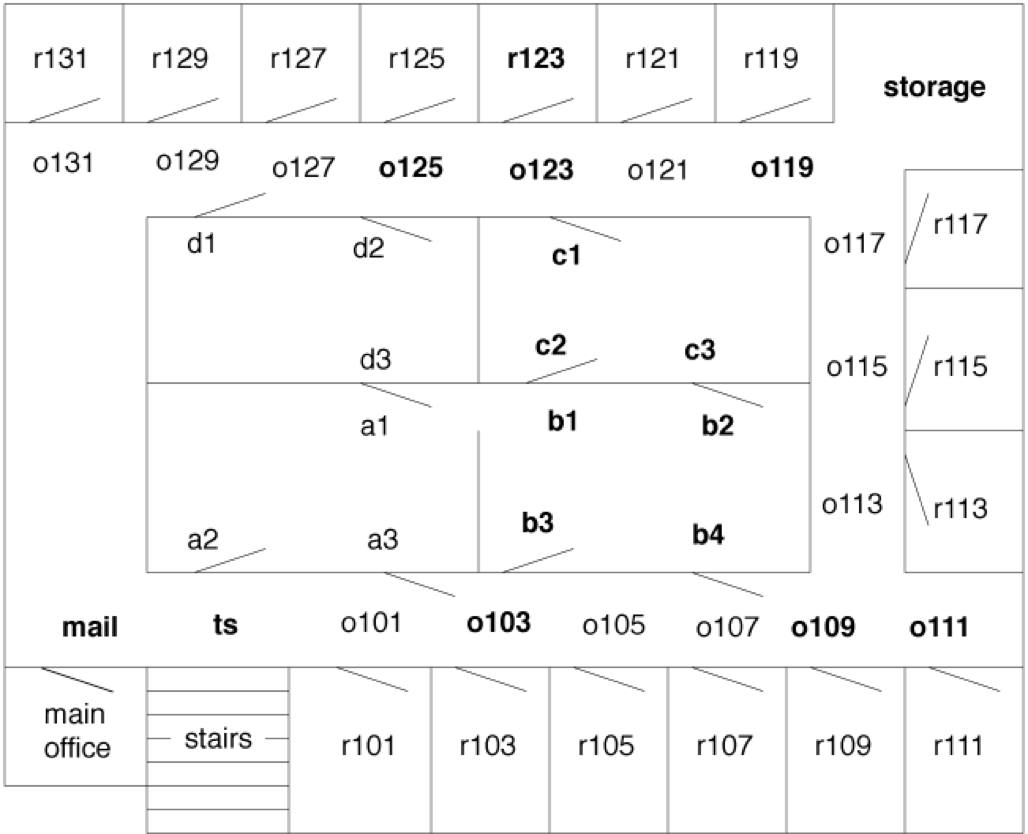 r131 r129 r127 r125 r123 r121 r119
storage
o131 o129 o127 o125 o123 o121 o119
d1 d2 c1 o117 r117
d3 c2 c3 o115 r115
a1 b1 b2
a2 a3 b3 b4 o113 r113
mail ts o101 o103 o105 o107 o109 o111
main
office
stairs r101 r103 r105 r107 r109 r111